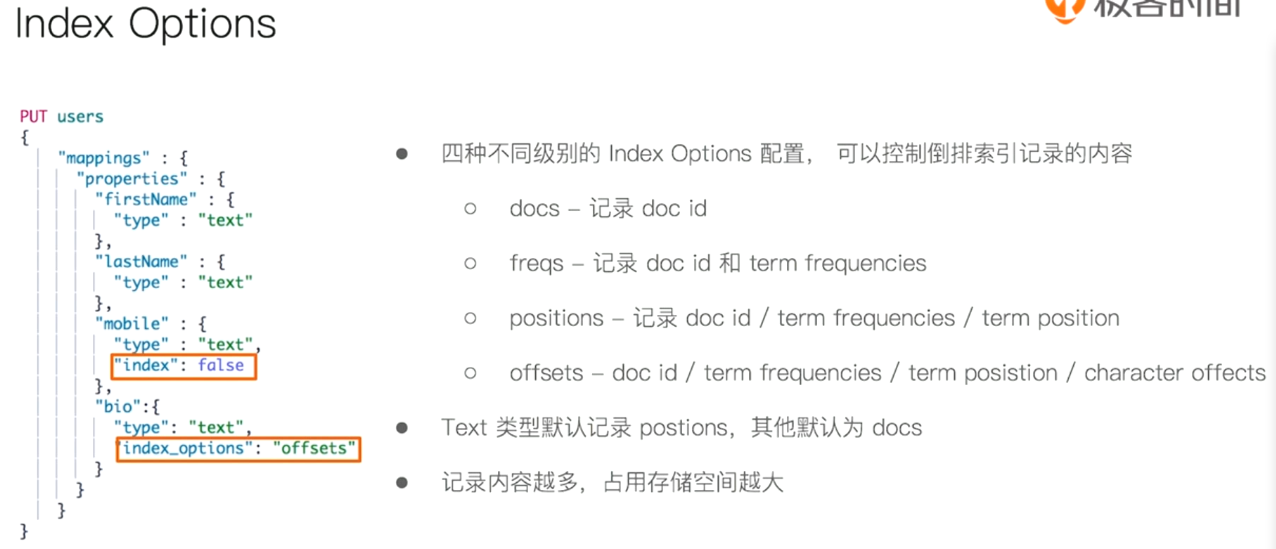 Index Options
极客时间
PUT users
{
"mappings" : {
"properties" : {
"firstName" : {
"type" : "text"
},
"lastName" : {
"type" : "text"
},
"mobile" : {
"type" : "text",
"index": false
},
"bio":{
"type": "text",
"index_options": "offsets"
}
}
}
}
● 四种不同级别的 Index Options 配置， 可以控制倒排索引记录的内容
○ docs – 记录 doc id
○ freqs – 记录 doc id 和 term frequencies
○ positions – 记录 doc id / term frequencies / term position
○ offsets – doc id / term frequencies / term posistion / character offects
● Text 类型默认记录 postions，其他默认为 docs
● 记录内容越多，占用存储空间越大